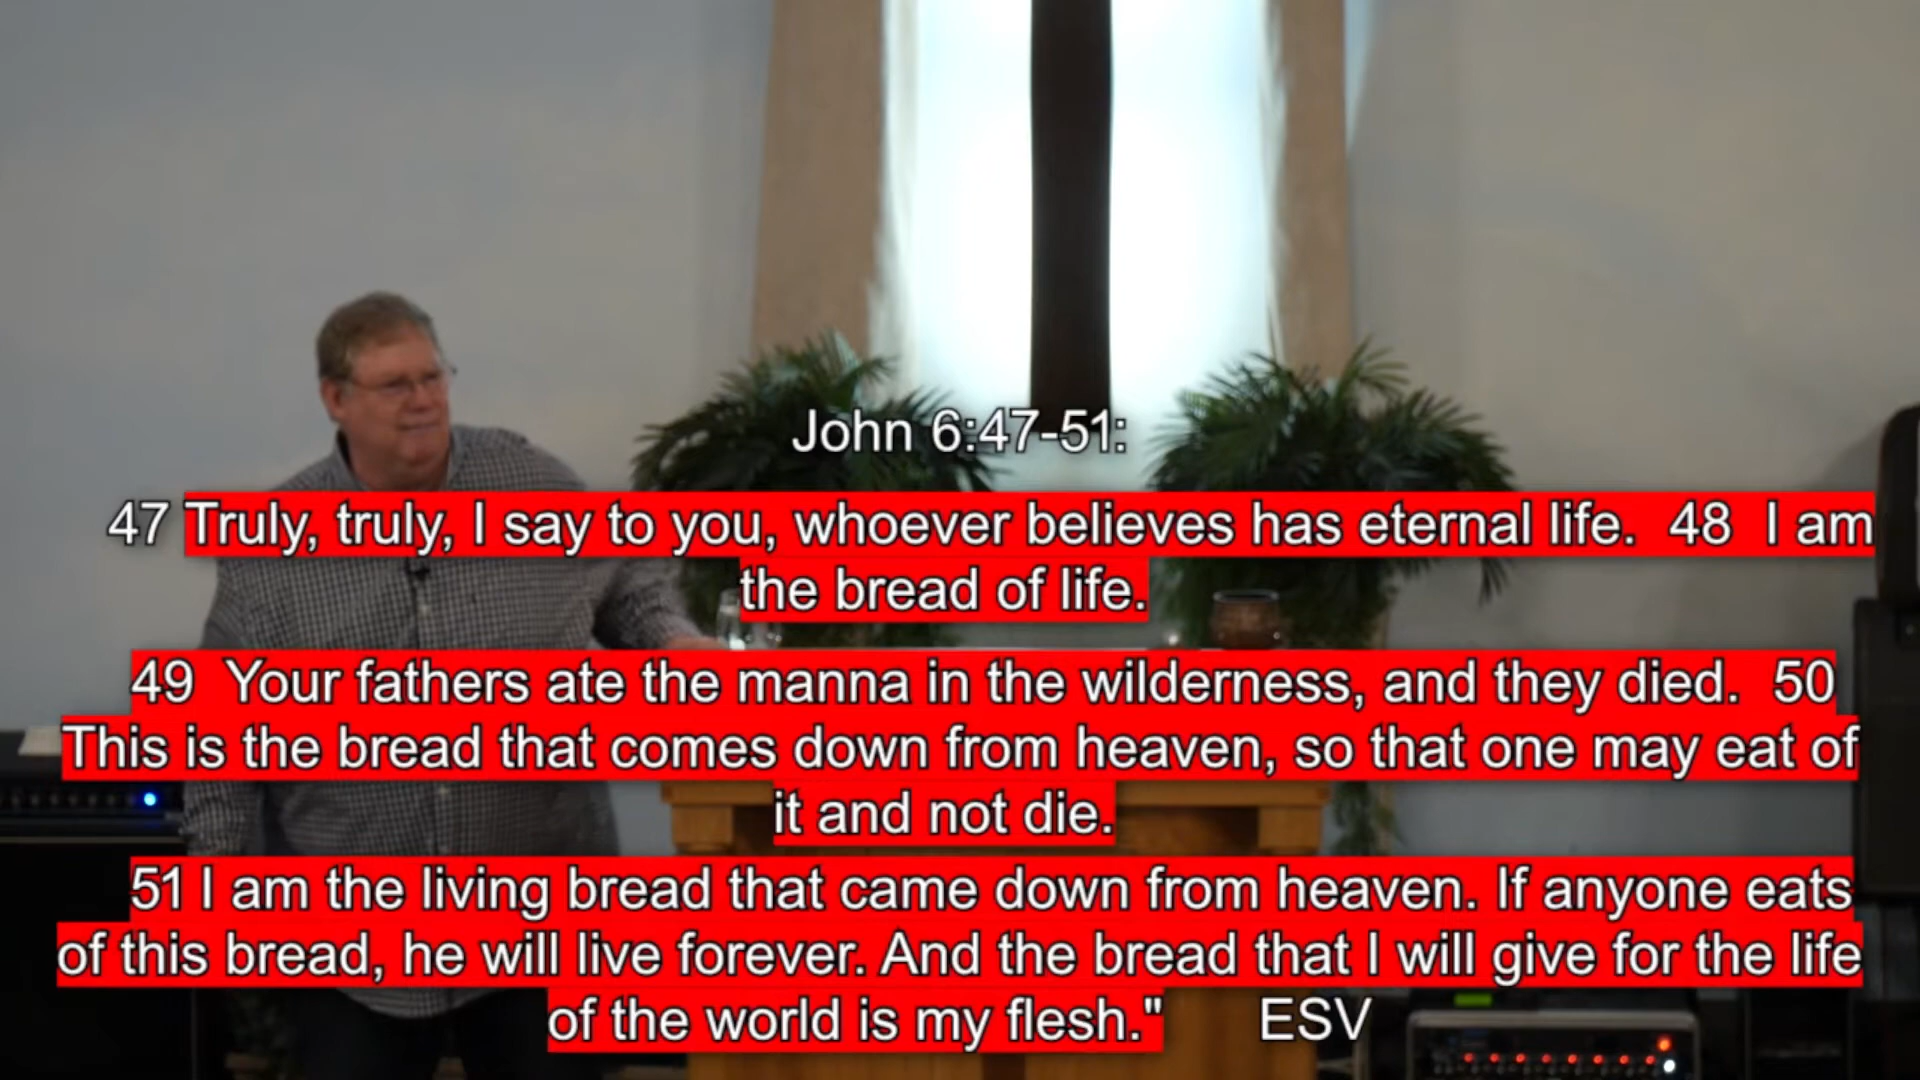 John 6:47-51:
47 Truly, truly, I say to you, whoever believes has eternal life.  48  I am
the bread of life.
49  Your fathers ate the manna in the wilderness, and they died.  50
This is the bread that comes down from heaven, so that one may eat of
it and not die.
51 I am the living bread that came down from heaven. If anyone eats
of this bread, he will live forever. And the bread that I will give for the life
of the world is my flesh."    ESV